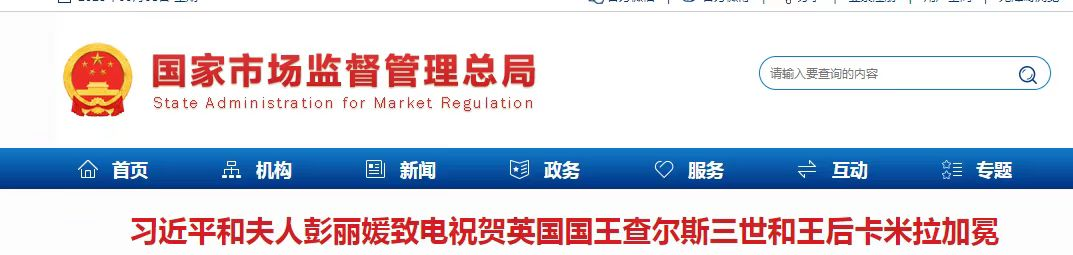 国家市场监督管理总局
State Administration for Market Regulation
请输入要查询的内容
首页 机构 新闻 政务 服务 互动 专题
习近平和夫人彭丽媛致电祝贺英国国王查尔斯三世和王后卡米拉加冕